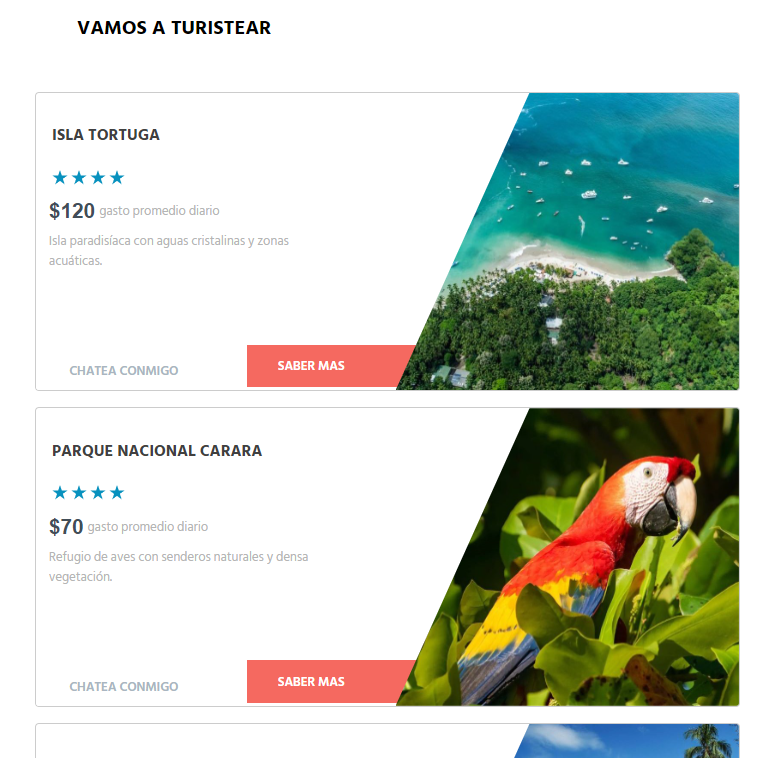 VAMOS A TURISTEAR
ISLA TORTUGA
★★★★
$120 gasto promedio diario
Isla paradisíaca con aguas cristalinas y zonas
acuáticas.
CHATEA CONMIGO
SABER MAS
PARQUE NACIONAL CARARA
★★★★
$70 gasto promedio diario
Refugio de aves con senderos naturales y densa
vegetación.
CHATEA CONMIGO
SABER MAS